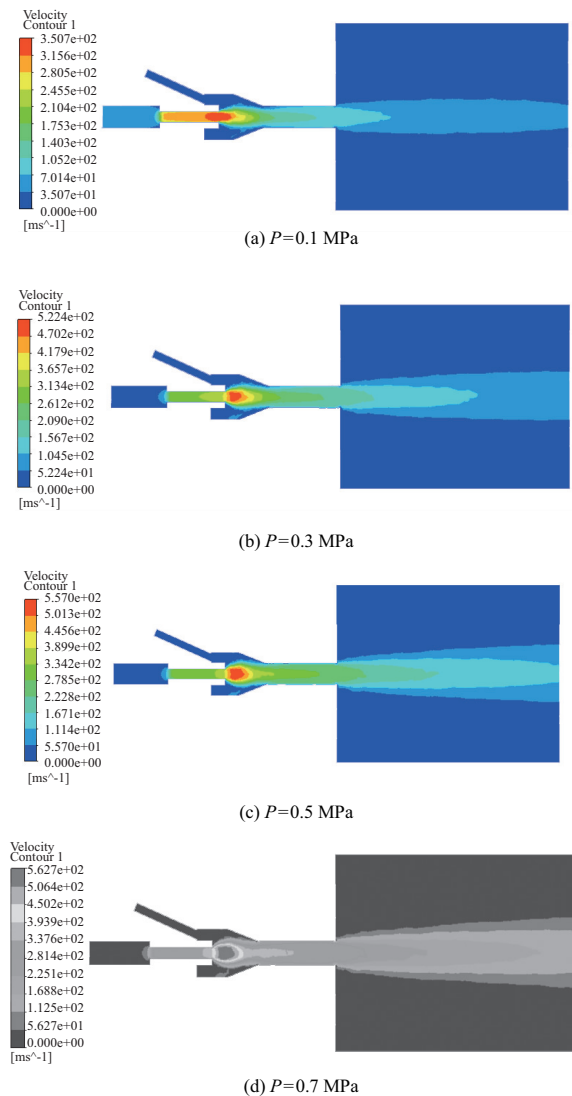 Velocity
Contour 1
3.507e+02
3.156e+02
2.805e+02
2.455e+02
2.104e+02
1.753e+02
1.403e+02
1.052e+02
7.014e+01
3.507e+01
0.000e+00
[ms^-1]
(a) P=0.1 MPa
Velocity
Contour 1
5.224e+02
4.702e+02
4.179e+02
3.657e+02
3.134e+02
2.612e+02
2.090e+02
1.567e+02
1.045e+02
5.224e+01
0.000e+00
[ms^-1]
(b) P=0.3 MPa
Velocity
Contour 1
5.570e+02
5.013e+02
4.456e+02
3.899e+02
3.342e+02
2.785e+02
2.228e+02
1.671e+02
1.114e+02
5.570e+01
0.000e+00
[ms^-1]
(c) P=0.5 MPa
Velocity
Contour 1
5.627e+02
5.064e+02
4.502e+02
3.939e+02
3.376e+02
2.814e+02
2.251e+02
1.688e+02
1.125e+02
5.627e+01
0.000e+00
[ms^-1]
(d) P=0.7 MPa